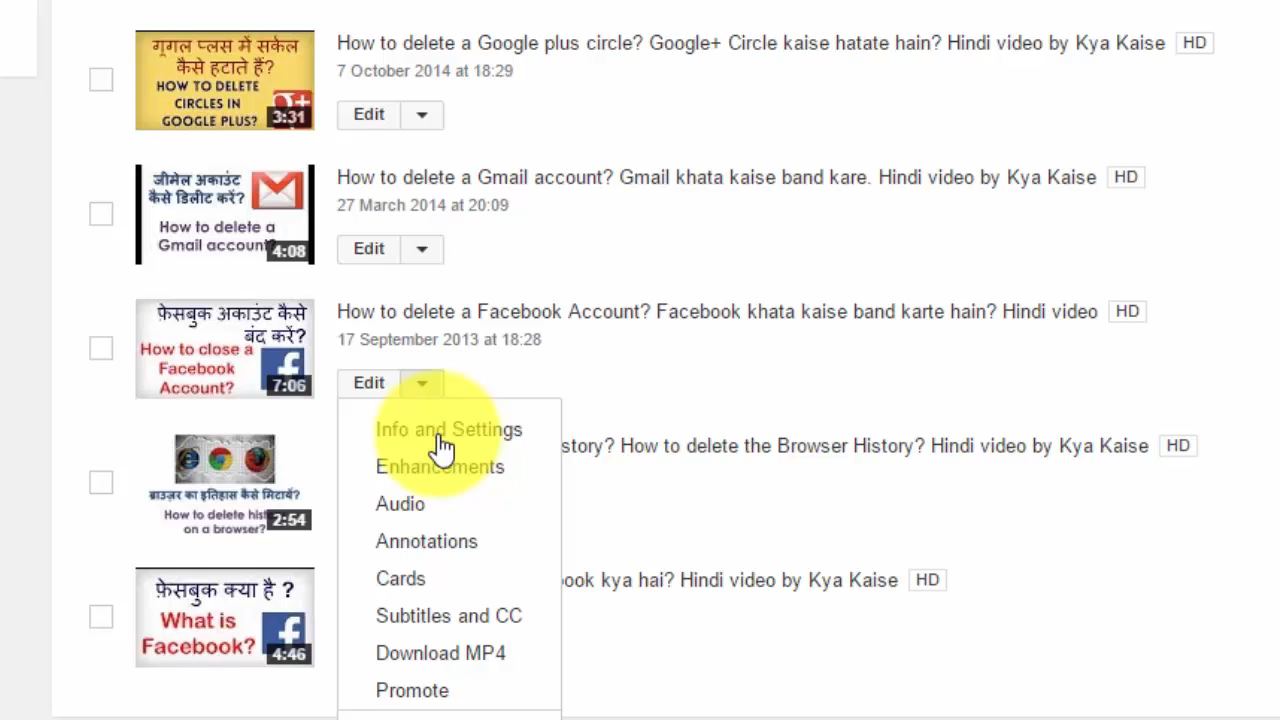 गूगल प्लस में सर्कल
कैसे हटाते हैं?
HOW TO DELETE
CIRCLES IN
GOOGLE PLUS?
3:31
How to delete a Google plus circle? Google+ Circle kaise hatate hain? Hindi video by Kya Kaise HD
7 October 2014 at 18:29
Edit
जीमेल अकाउंट
कैसे डिलीट करें?
How to delete a
Gmail account?
4:08
How to delete a Gmail account? Gmail khata kaise band kare. Hindi video by Kya Kaise HD
27 March 2014 at 20:09
Edit
फ़ेसबुक अकाउंट कैसे
बंद करें?
How to close a
Facebook
Account?
7:06
How to delete a Facebook Account? Facebook khata kaise band karte hain? Hindi video HD
17 September 2013 at 18:28
Edit
Info and Settings
Enhancements
Audio
Annotations
Cards
Subtitles and CC
Download MP4
Promote
ब्राउज़र का इतिहास कैसे मिटायें?
How to delete
on a browser?
2:54
How to delete the Browser History? Hindi video by Kya Kaise HD
फ़ेसबुक क्या है ?
What is
Facebook?
4:46
kya hai? Hindi video by Kya Kaise HD